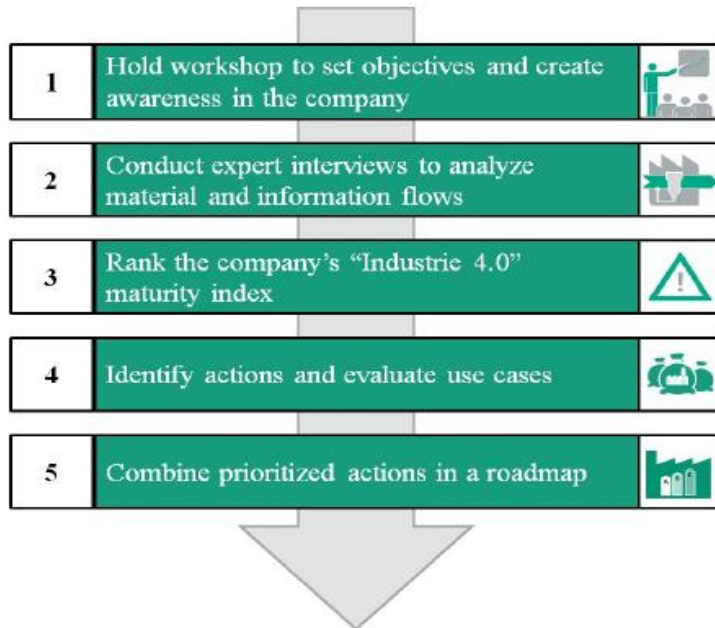 1
Hold workshop to set objectives and create
awareness in the company
2
Conduct expert interviews to analyze
material and information flows
3
Rank the company’s “Industrie 4.0”
maturity index
!
4
Identify actions and evaluate use cases
5
Combine prioritized actions in a roadmap